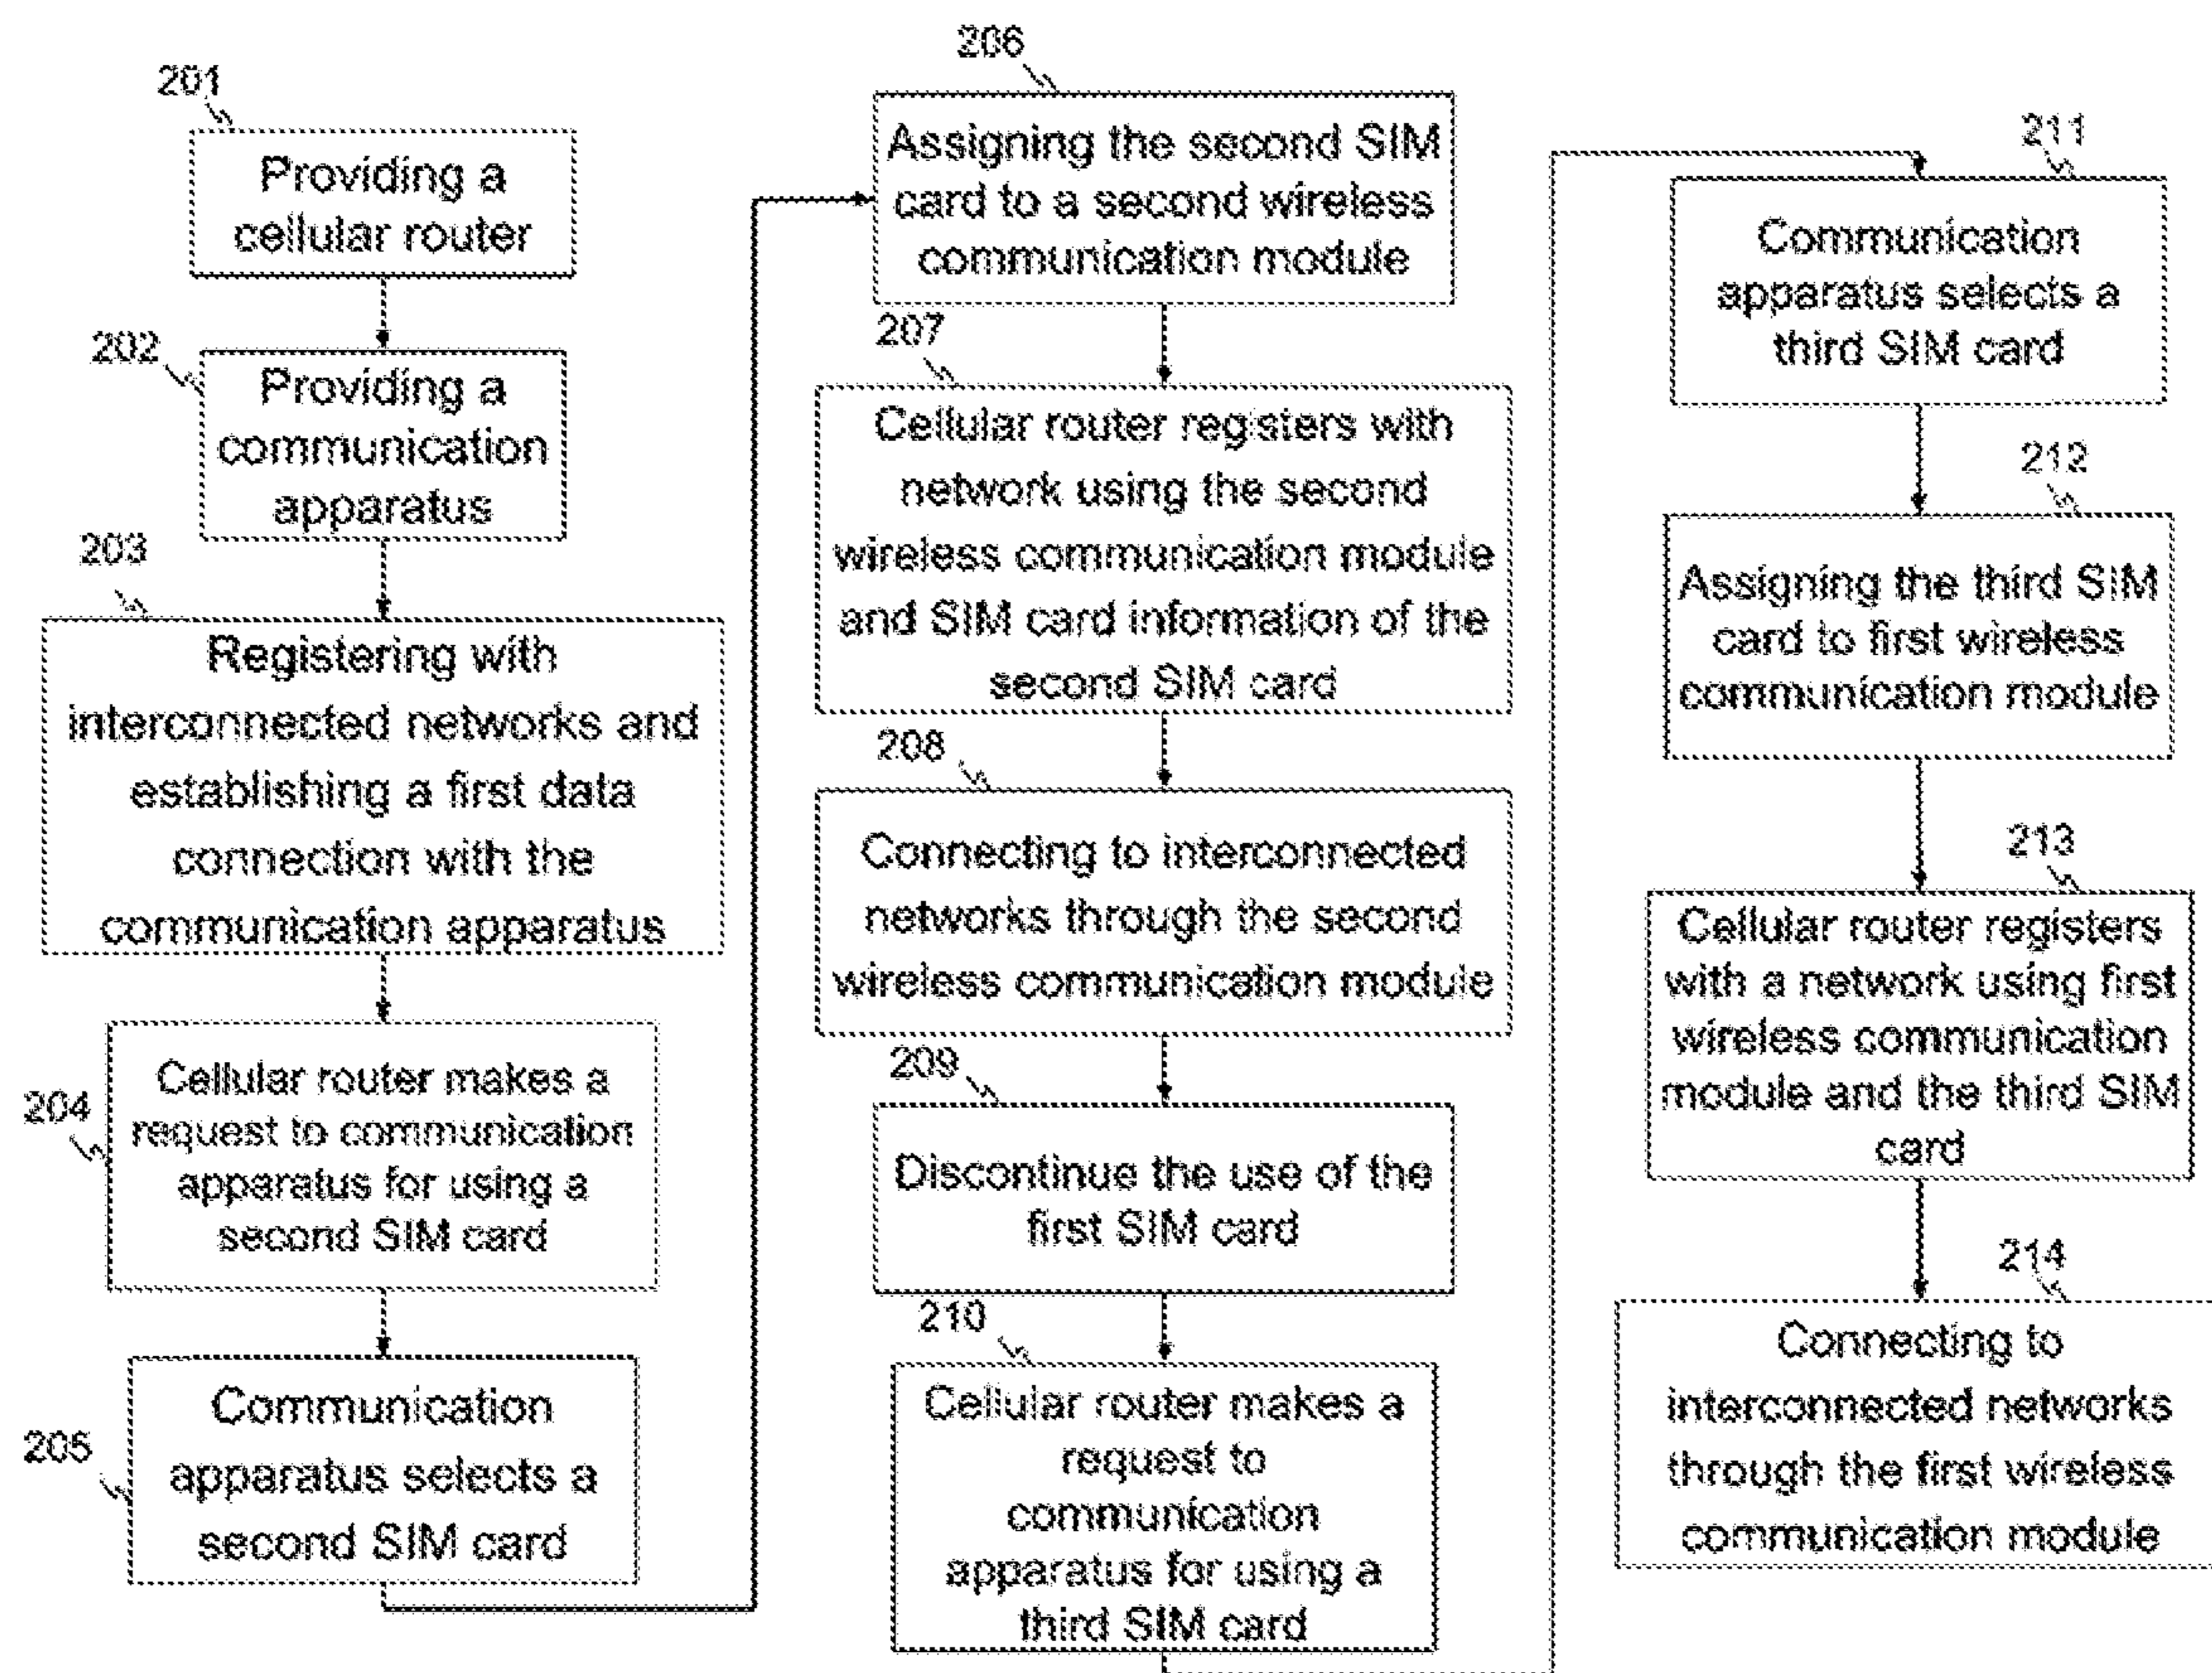 201
Providing a
cellular router
202
Providing a
communication
apparatus
203
Registering with
interconnected networks and
establishing a first data
connection with the
communication apparatus
204
Cellular router makes a
request to communication
apparatus for using a
second SIM card
205
Communication
apparatus selects a
second SIM card
206
Assigning the second SIM
card to a second wireless
communication module
207
Cellular router registers with
network using the second
wireless communication module
and SIM card information of the
second SIM card
208
Connecting to interconnected
networks through the second
wireless communication module
209
Discontinue the use of the
first SIM card
210
Cellular router makes a
request to
communication
apparatus for using a
third SIM card
211
Communication
apparatus selects a
third SIM card
212
Assigning the third SIM
card to first wireless
communication module
213
Cellular router registers
with a network using first
wireless communication
module and the third SIM
card
214
Connecting to
interconnected networks
through the first wireless
communication module